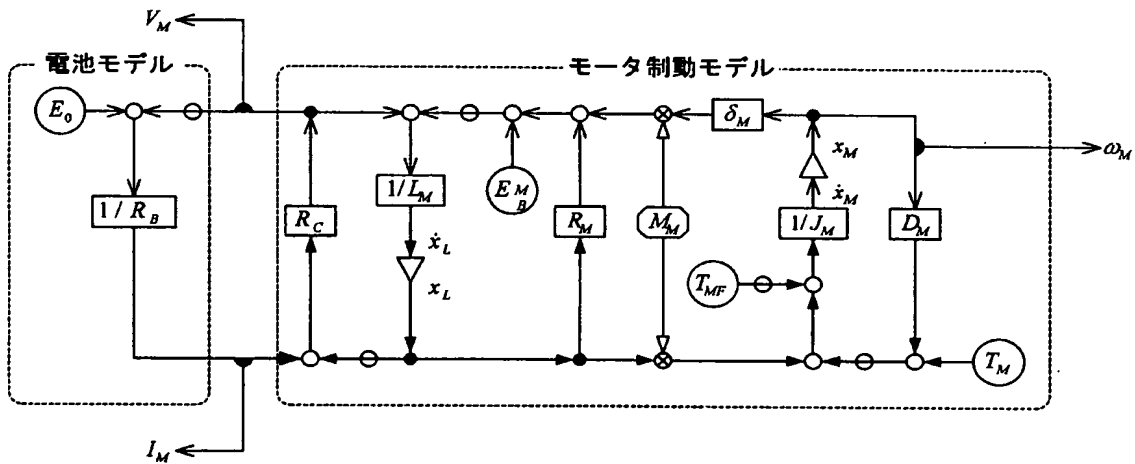 V_M
電池モデル
モータ制動モデル
E_0
δ_M
x_M
ω_M
1/R_B
R_C
1/L_M
E_B^M
R_M
M_M
ẋ_M
1/J_M
D_M
ẋ_L
x_L
T_MF
T_M
I_M